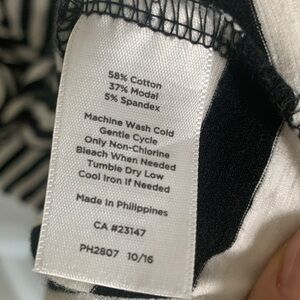 58% Cotton
37% Modal
5% Spandex
Machine Wash Cold
Gentle Cycle
Only Non-Chlorine
Bleach When Needed
Tumble Dry Low
Cool Iron If Needed
Made in Philippines
CA #23147
PH2807 10/16